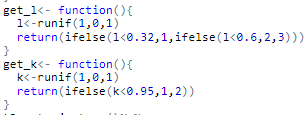 get_l<- function(){
  l<-runif(1,0,1)
  return(ifelse(l<0.32,1,ifelse(l<0.6,2,3)))
}
get_k<- function(){
  k<-runif(1,0,1)
  return(ifelse(k<0.95,1,2))
}